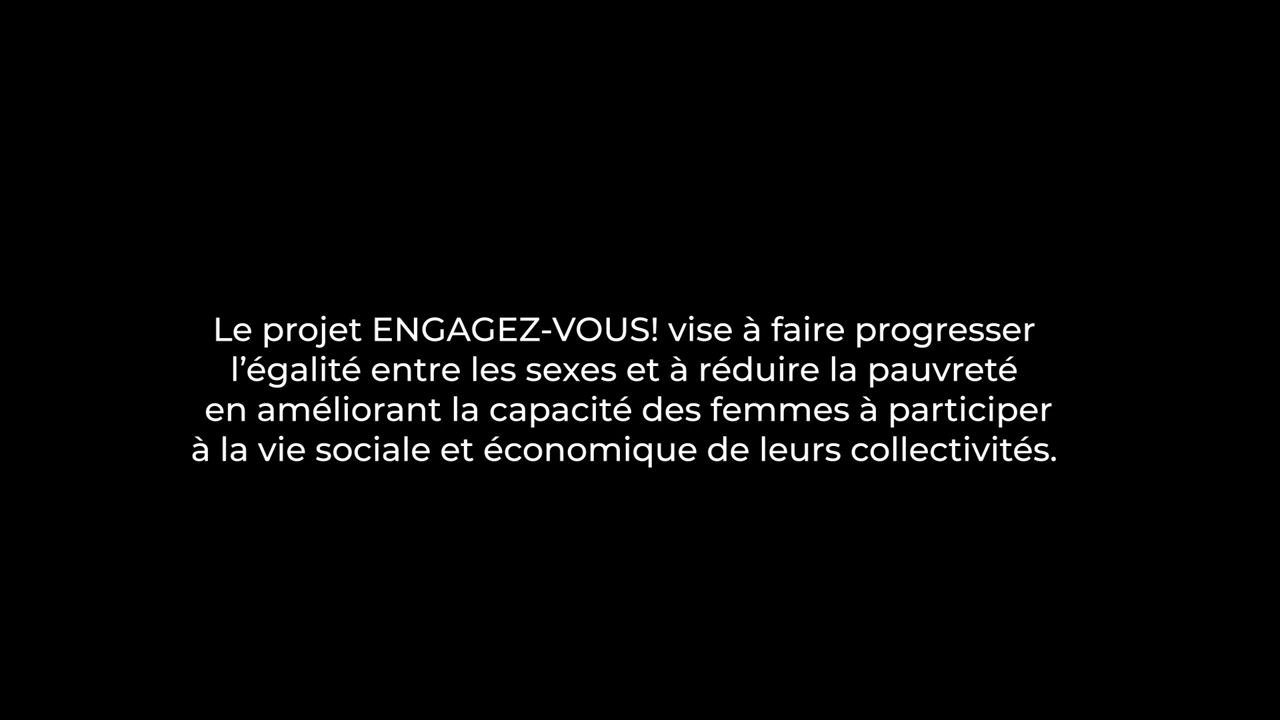 Le projet ENGAGEZ-VOUS! vise à faire progresser
l’égalité entre les sexes et à réduire la pauvreté
en améliorant la capacité des femmes à participer
à la vie sociale et économique de leurs collectivités.